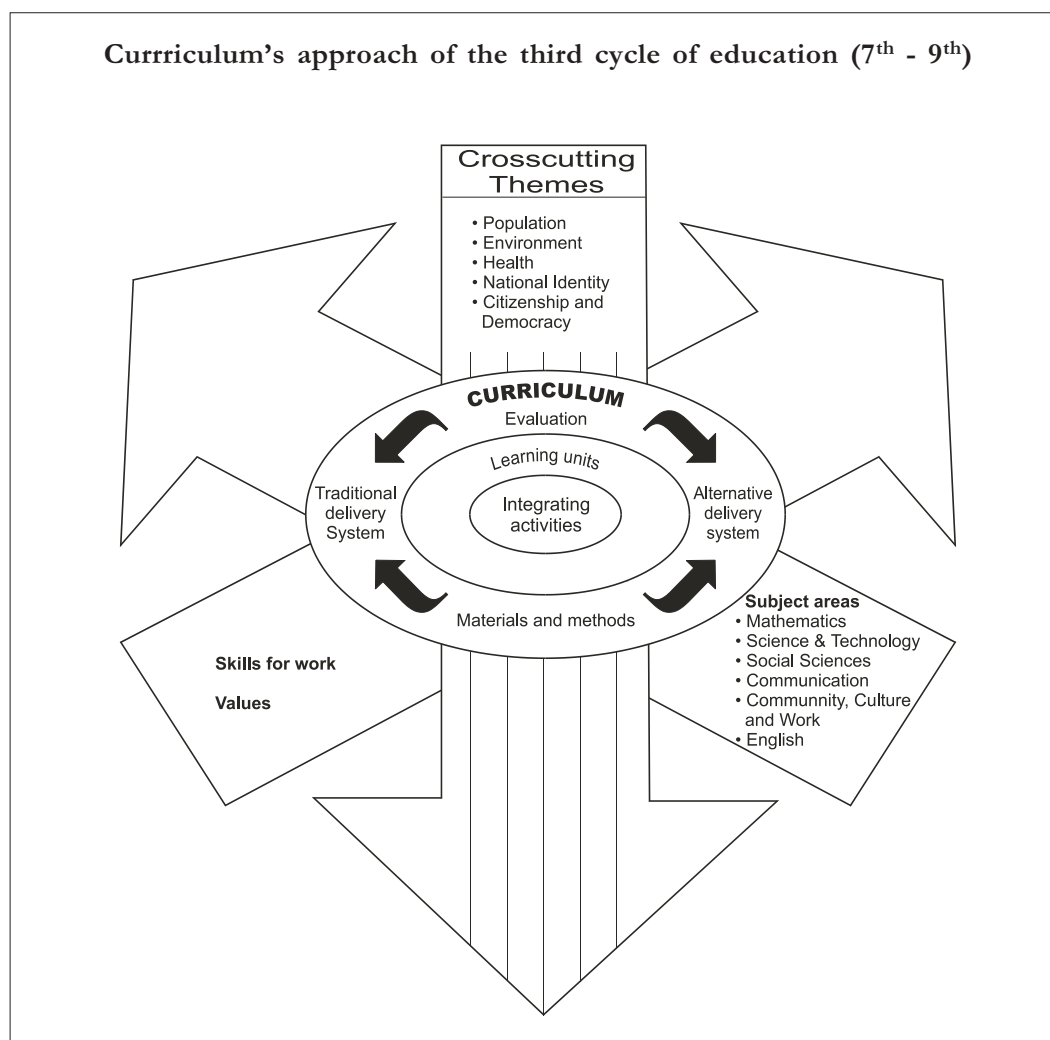 Currriculum’s approach of the third cycle of education (7th - 9th)
Crosscutting
Themes
• Population
• Environment
• Health
• National Identity
• Citizenship and
Democracy
CURRICULUM
Evaluation
Learning units
Integrating
activities
Traditional
delivery
System
Alternative
delivery
system
Materials and methods
Skills for work
Values
Subject areas
• Mathematics
• Science & Technology
• Social Sciences
• Communication
• Communnity, Culture
and Work
• English